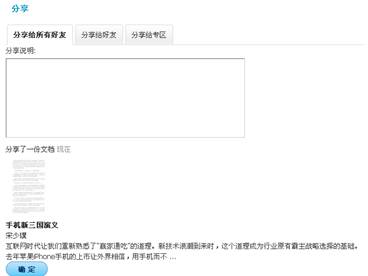 分享
分享给所有好友 分享给好友 分享给专区
分享说明:
分享了一份文档 现在
手机新三国演义
宋少璞
互联网时代让我们重新熟悉了“赢家通吃”的道理。新技术浪潮到来时,这个道理成为行业原有霸主战略选择的基础。
去年苹果iPhone手机的上市让外界相信,用手机而不 ...
确 定